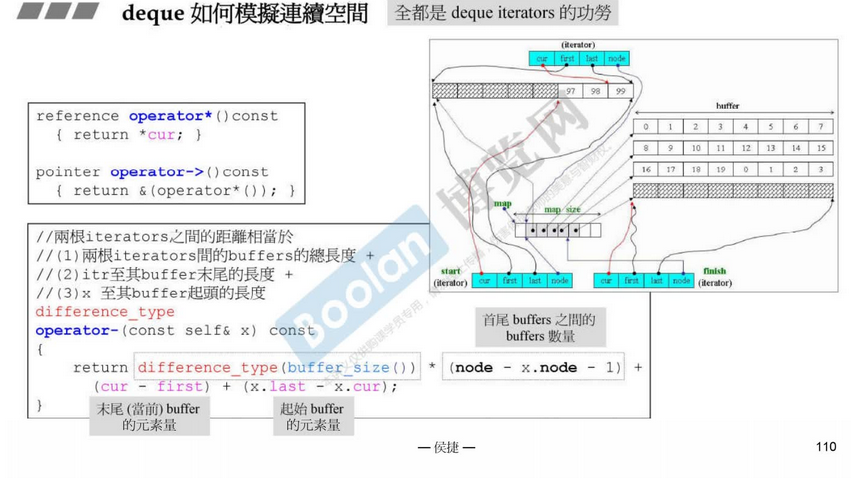 deque 如何模擬連續空間
全都是 deque iterators 的功勞
reference operator*()const
{ return *cur; }
pointer operator->()const
{ return &(operator*()); }
//兩根iterators之間的距離相當於
//(1)兩根iterators間的buffers的總長度 +
//(2)itr至其buffer末尾的長度 +
//(3)x 至其buffer起頭的長度
difference_type
operator-(const self& x) const
{
return difference_type(buffer_size()) * (node - x.node - 1) +
(cur - first) + (x.last - x.cur);
}
末尾 (當前) buffer
的元素量
起始 buffer
的元素量
首尾 buffers 之間的
buffers 數量
(iterator)
cur first last node
97 98 99
buffer
0 1 2 3 4 5 6 7
8 9 10 11 12 13 14 15
16 17 18 19 0 1 2 3
map
map size
start
(iterator)
cur first last node
cur first last node
finish
(iterator)
Boolan
博览网
— 侯捷 —
110